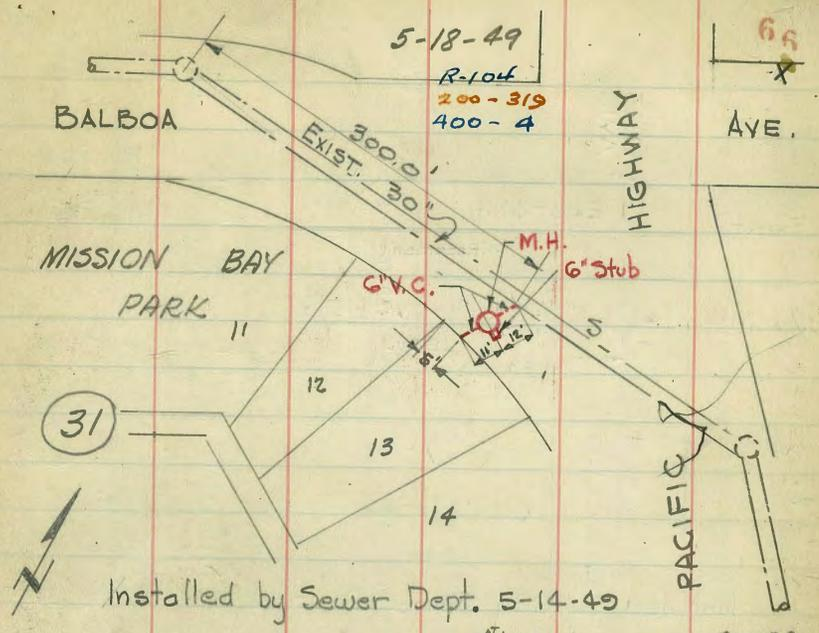 5-18-49
66
x
R-104
200-319
400-4
BALBOA
HIGHWAY
AVE.
300.0'
EXIST. 30"
MISSION BAY
PARK
M.H.
6" Stub
6" V.C.
S
11
12
13
14
6'
11'
12'
31
PACIFIC
N
Installed by Sewer Dept. 5-14-49